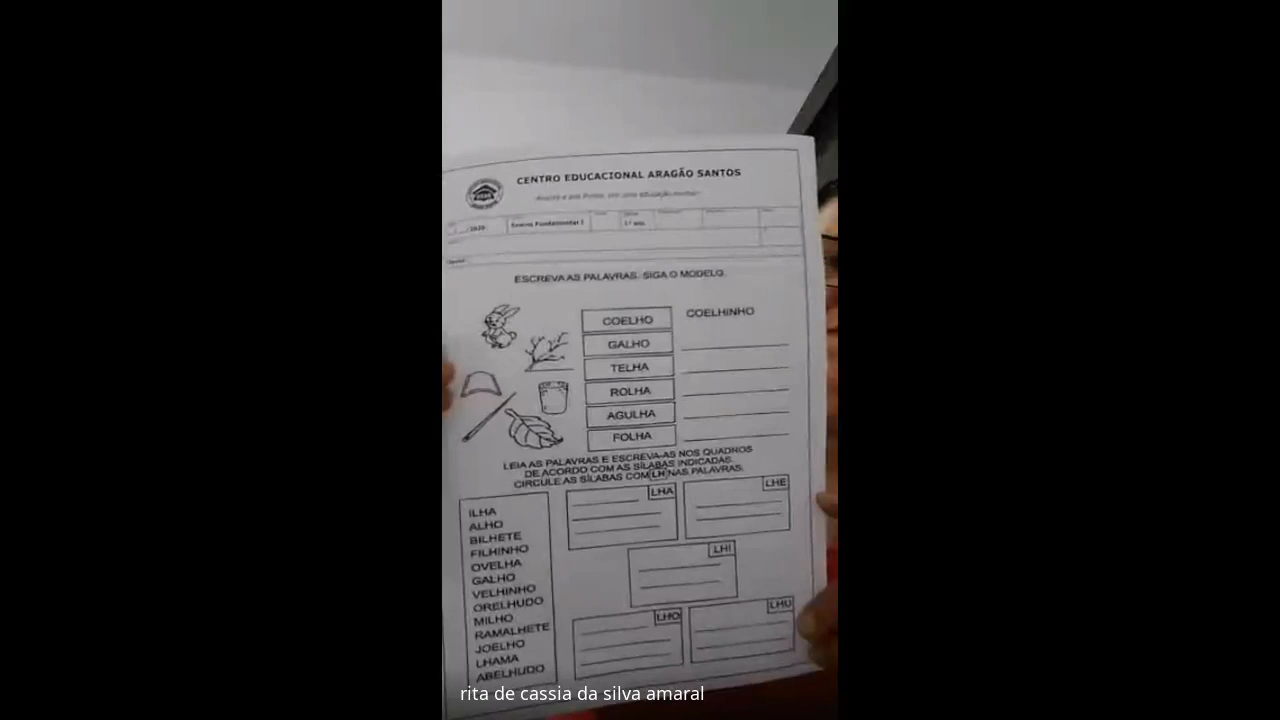 CENTRO EDUCACIONAL ARAGÃO SANTOS
2020
Ensino Fundamental I
1º ano
ESCREVA AS PALAVRAS. SIGA O MODELO.
COELHO COELHINHO
GALHO
TELHA
ROLHA
AGULHA
FOLHA
LEIA AS PALAVRAS E ESCREVA-AS NOS QUADROS
DE ACORDO COM AS SÍLABAS INDICADAS.
CIRCULE AS SÍLABAS COM LH NAS PALAVRAS.
ILHA
ALHO
BILHETE
FILHINHO
OVELHA
GALHO
VELHINHO
ORELHUDO
MILHO
RAMALHETE
JOELHO
LHAMA
ABELHUDO
LHA
LHE
LHI
LHO
LHU
rita de cassia da silva amaral